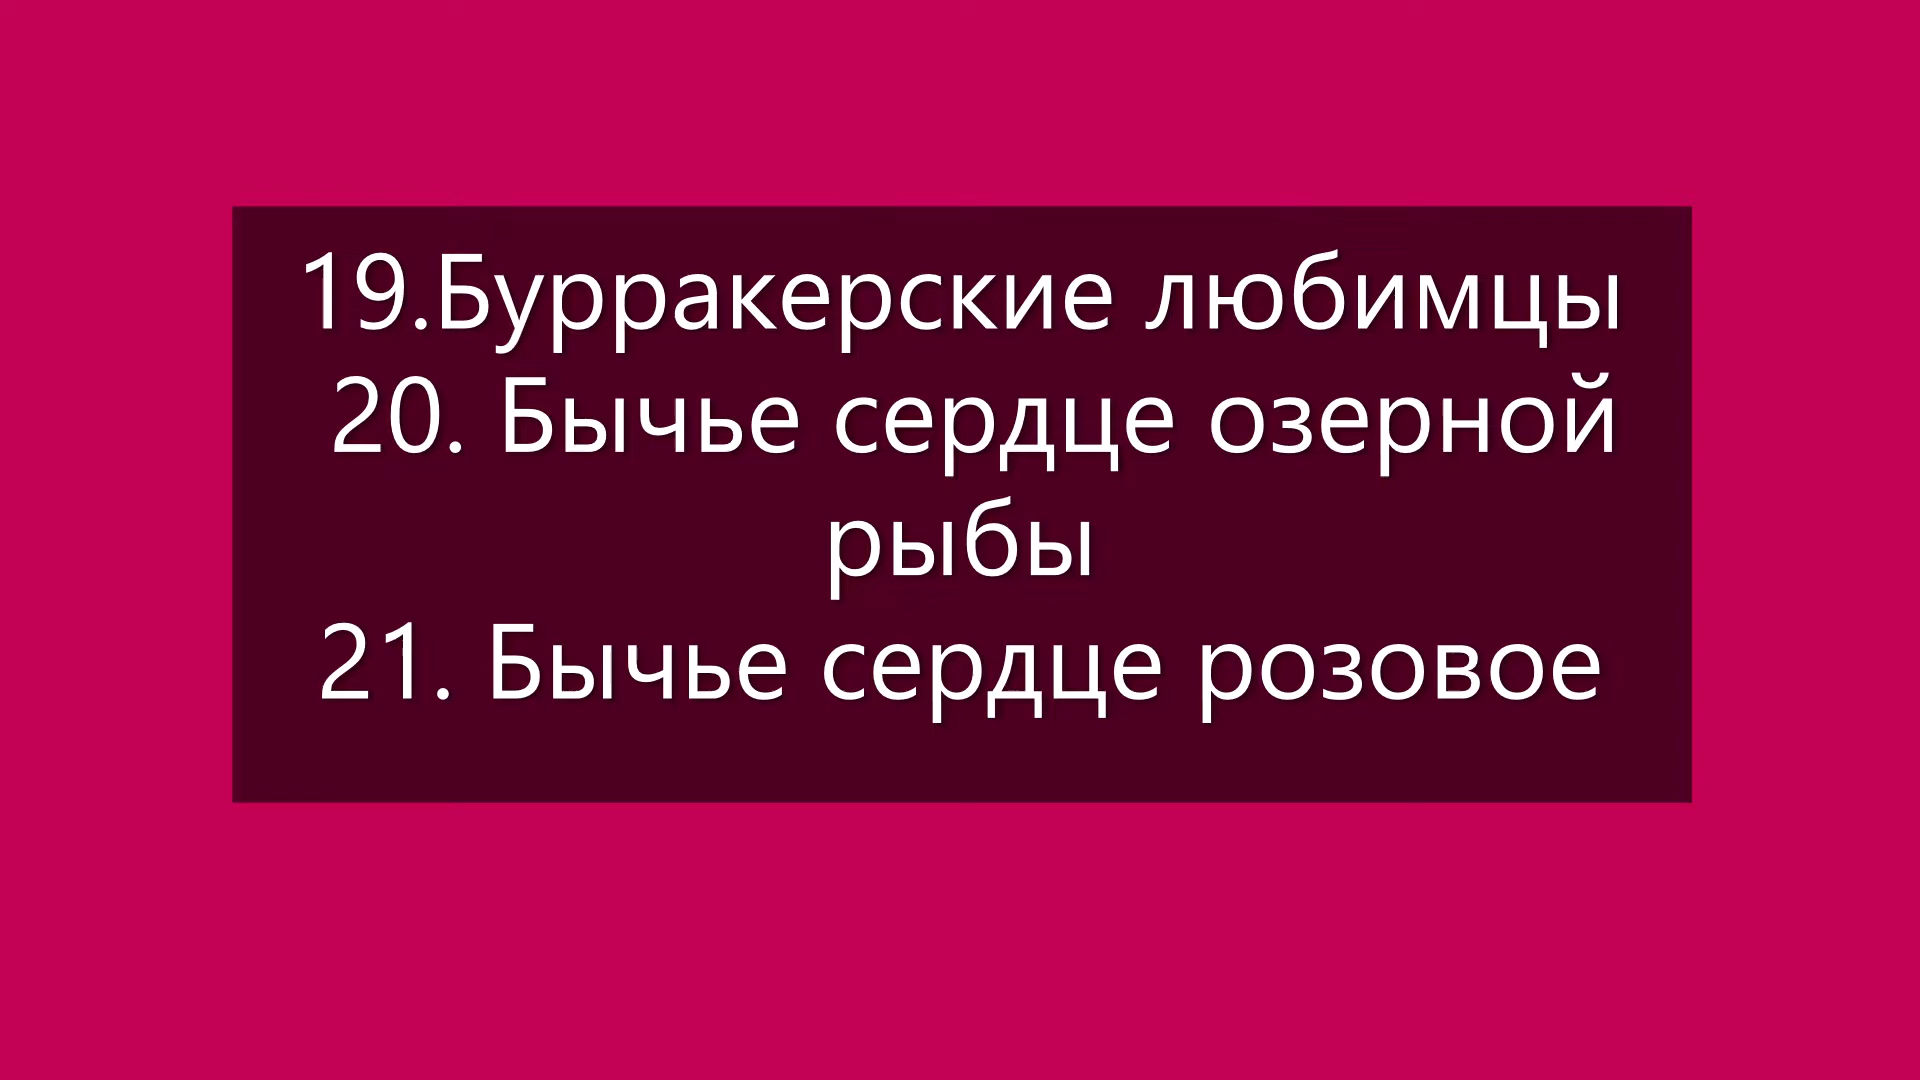 19.Бурракерские любимцы
20. Бычье сердце озерной
рыбы
21. Бычье сердце розовое